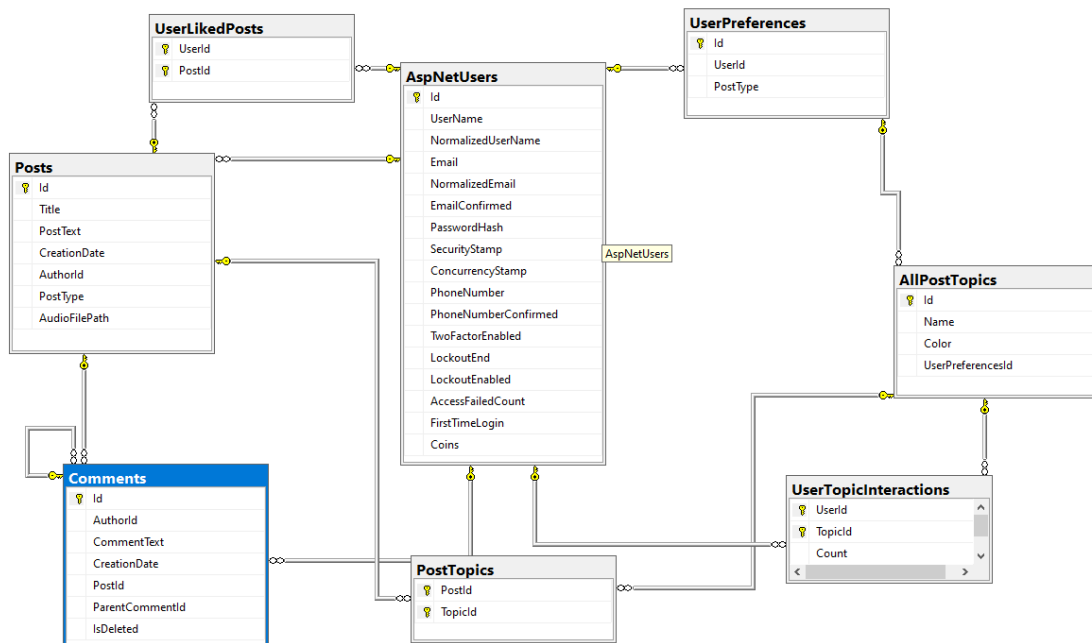 UserLikedPosts
UserId
PostId
UserPreferences
Id
UserId
PostType
AspNetUsers
Id
UserName
NormalizedUserName
Email
NormalizedEmail
EmailConfirmed
PasswordHash
SecurityStamp
ConcurrencyStamp
PhoneNumber
PhoneNumberConfirmed
TwoFactorEnabled
LockoutEnd
LockoutEnabled
AccessFailedCount
FirstTimeLogin
Coins
AspNetUsers
Posts
Id
Title
PostText
CreationDate
AuthorId
PostType
AudioFilePath
AllPostTopics
Id
Name
Color
UserPreferencesId
Comments
Id
AuthorId
CommentText
CreationDate
PostId
ParentCommentId
IsDeleted
PostTopics
PostId
TopicId
UserTopicInteractions
UserId
TopicId
Count